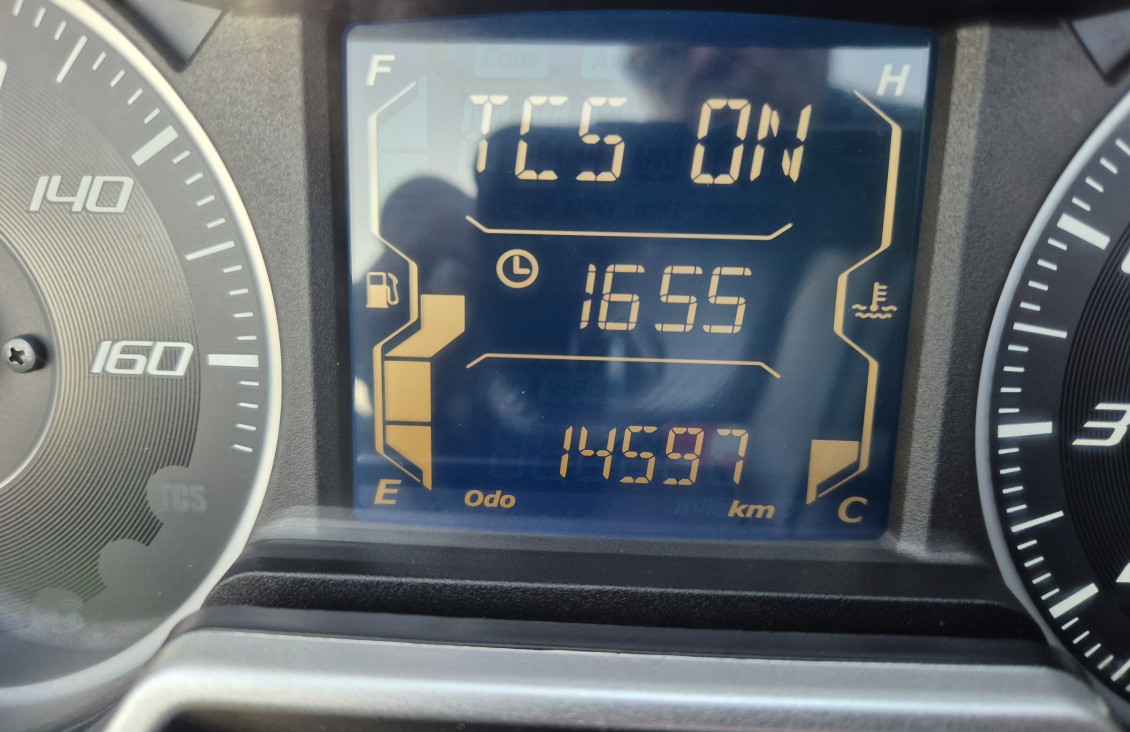 F H
TCS ON
140
1655
160
14597
E Odo km C
TCS
3